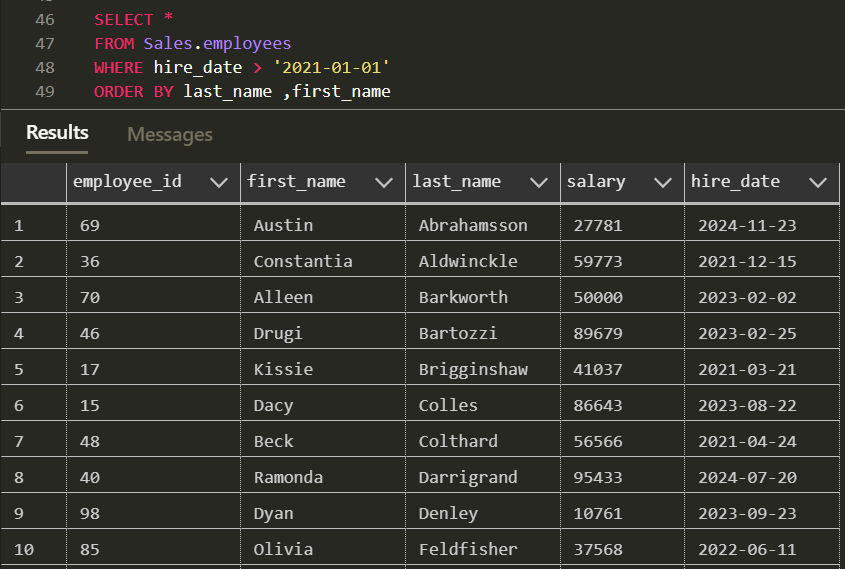 46 SELECT *
47 FROM Sales.employees
48 WHERE hire_date > '2021-01-01'
49 ORDER BY last_name ,first_name
Results Messages
employee_id first_name last_name salary hire_date
1 69 Austin Abrahamsson 27781 2024-11-23
2 36 Constantia Aldwinckle 59773 2021-12-15
3 70 Alleen Barkworth 50000 2023-02-02
4 46 Drugi Bartozzi 89679 2023-02-25
5 17 Kissie Brigginshaw 41037 2021-03-21
6 15 Dacy Colles 86643 2023-08-22
7 48 Beck Colthard 56566 2021-04-24
8 40 Ramonda Darrigrand 95433 2024-07-20
9 98 Dyan Denley 10761 2023-09-23
10 85 Olivia Feldfisher 37568 2022-06-11